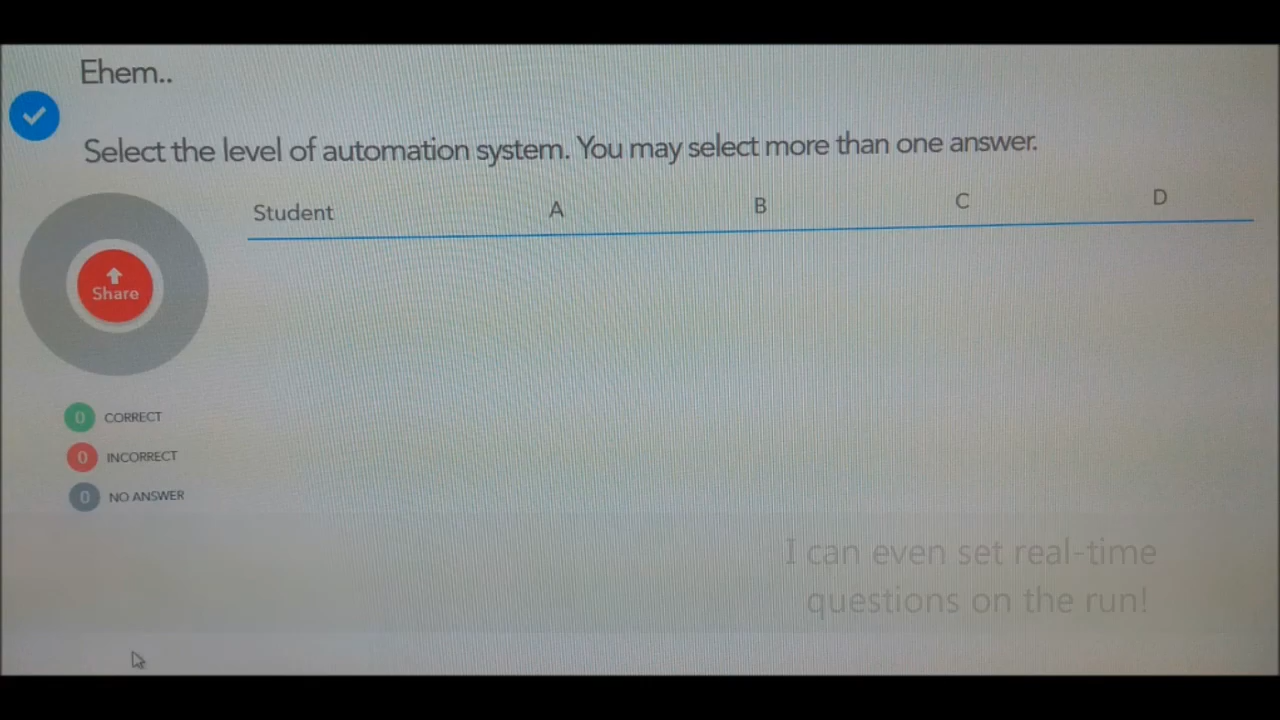 Ehem..
Select the level of automation system. You may select more than one answer.
Student A B C D
Share
0 CORRECT
0 INCORRECT
0 NO ANSWER
I can even set real-time
questions on the run!